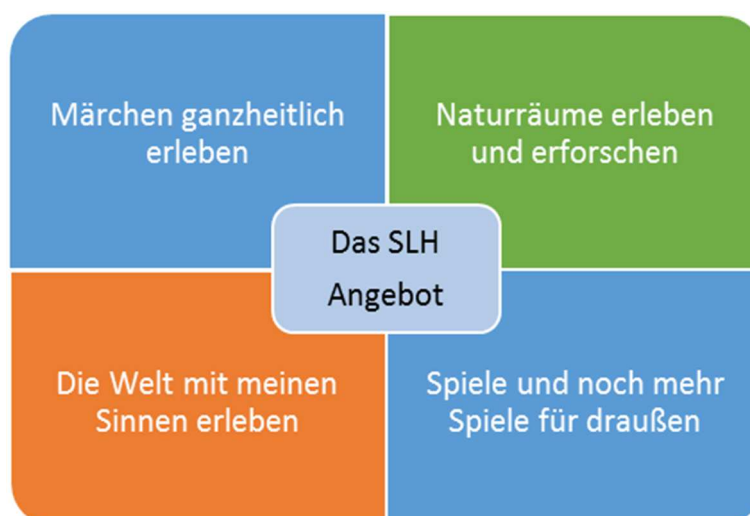 Märchen ganzheitlich
erleben
Naturräume erleben
und erforschen
Das SLH
Angebot
Die Welt mit meinen
Sinnen erleben
Spiele und noch mehr
Spiele für draußen